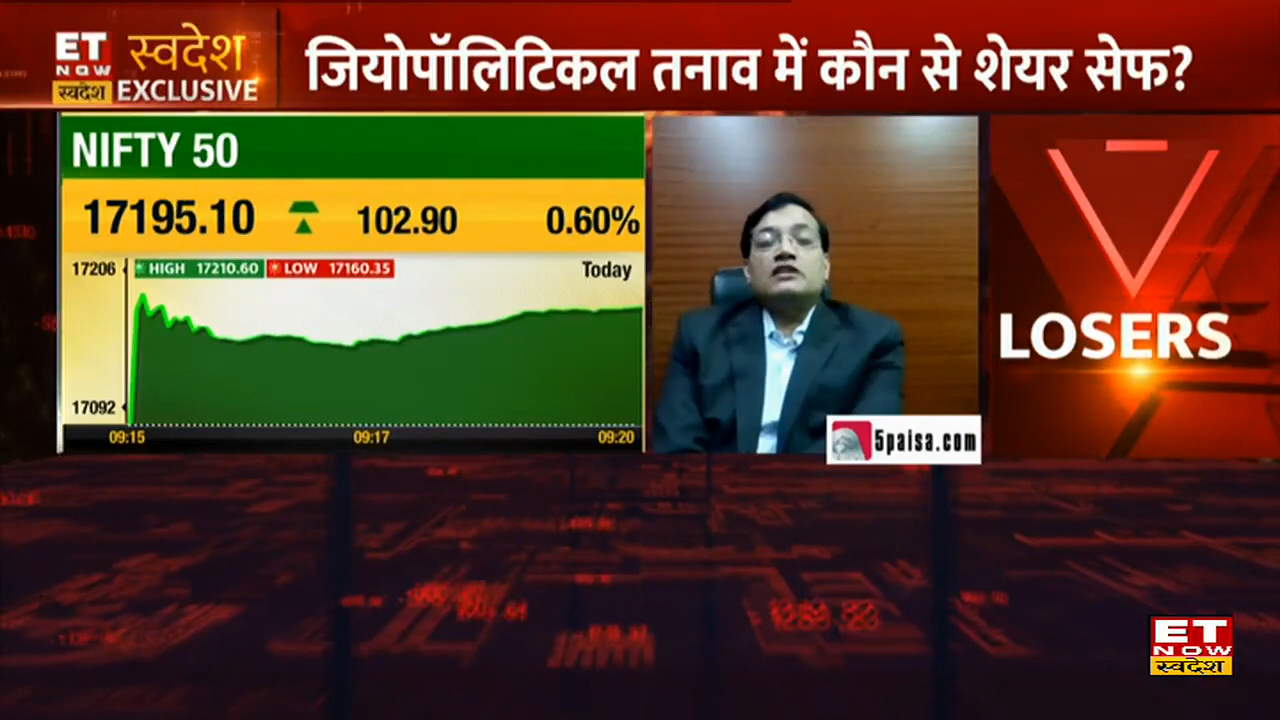 ET
NOW
स्वदेश
स्वदेश
EXCLUSIVE
जियोपॉलिटिकल तनाव में कौन से शेयर सेफ?
NIFTY 50
17195.10 102.90 0.60%
17206 HIGH 17210.60 LOW 17160.35 Today
17092
09:15 09:17 09:20
5paisa.com
LOSERS
ET
NOW
स्वदेश